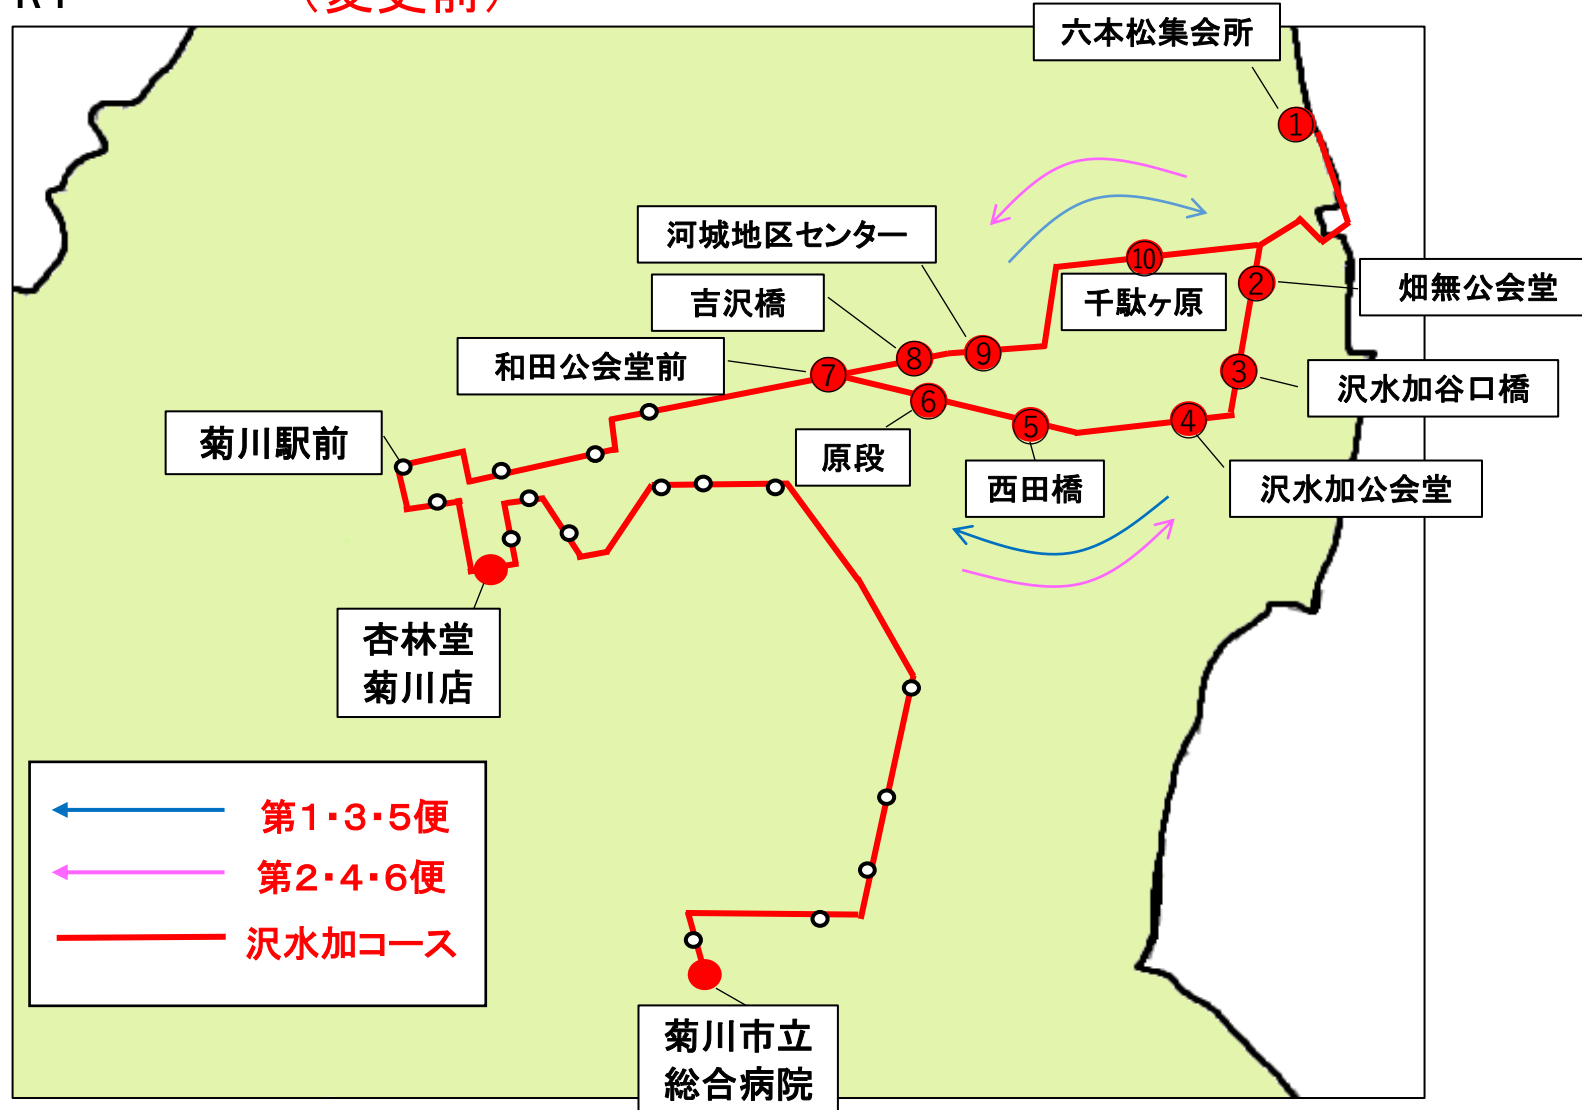 （変更前）
六本松集会所
1
河城地区センター
10
2
畑無公会堂
吉沢橋
千駄ヶ原
和田公会堂前
8
9
7
3
沢水加谷口橋
6
菊川駅前
5
4
原段
西田橋
沢水加公会堂
杏林堂
菊川店
第1・3・5便
第2・4・6便
沢水加コース
菊川市立
総合病院